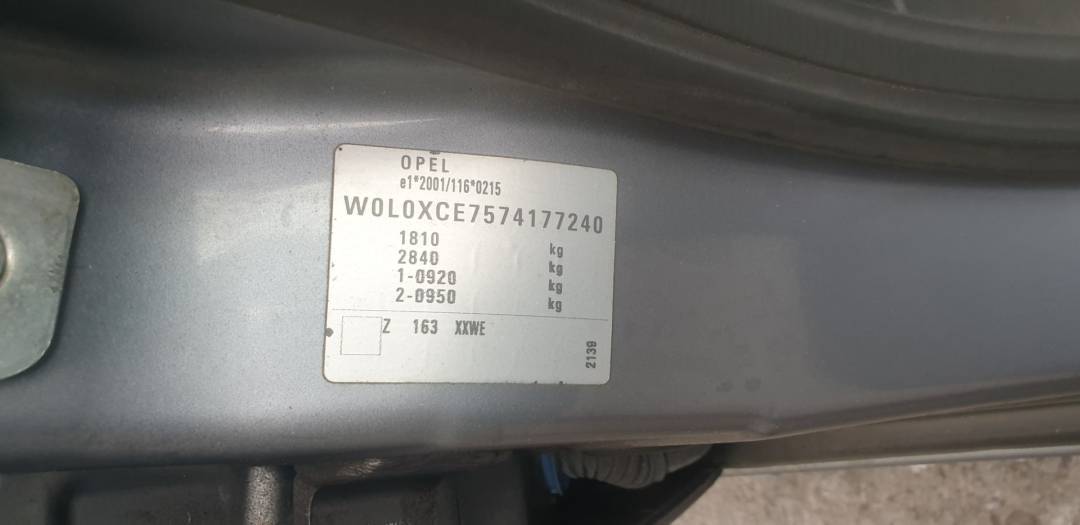 OPEL
e1*2001/116*0215
W0L0XCE7574177240
1810 kg
2840 kg
1-0920 kg
2-0950 kg
Z 163 XXWE
2139